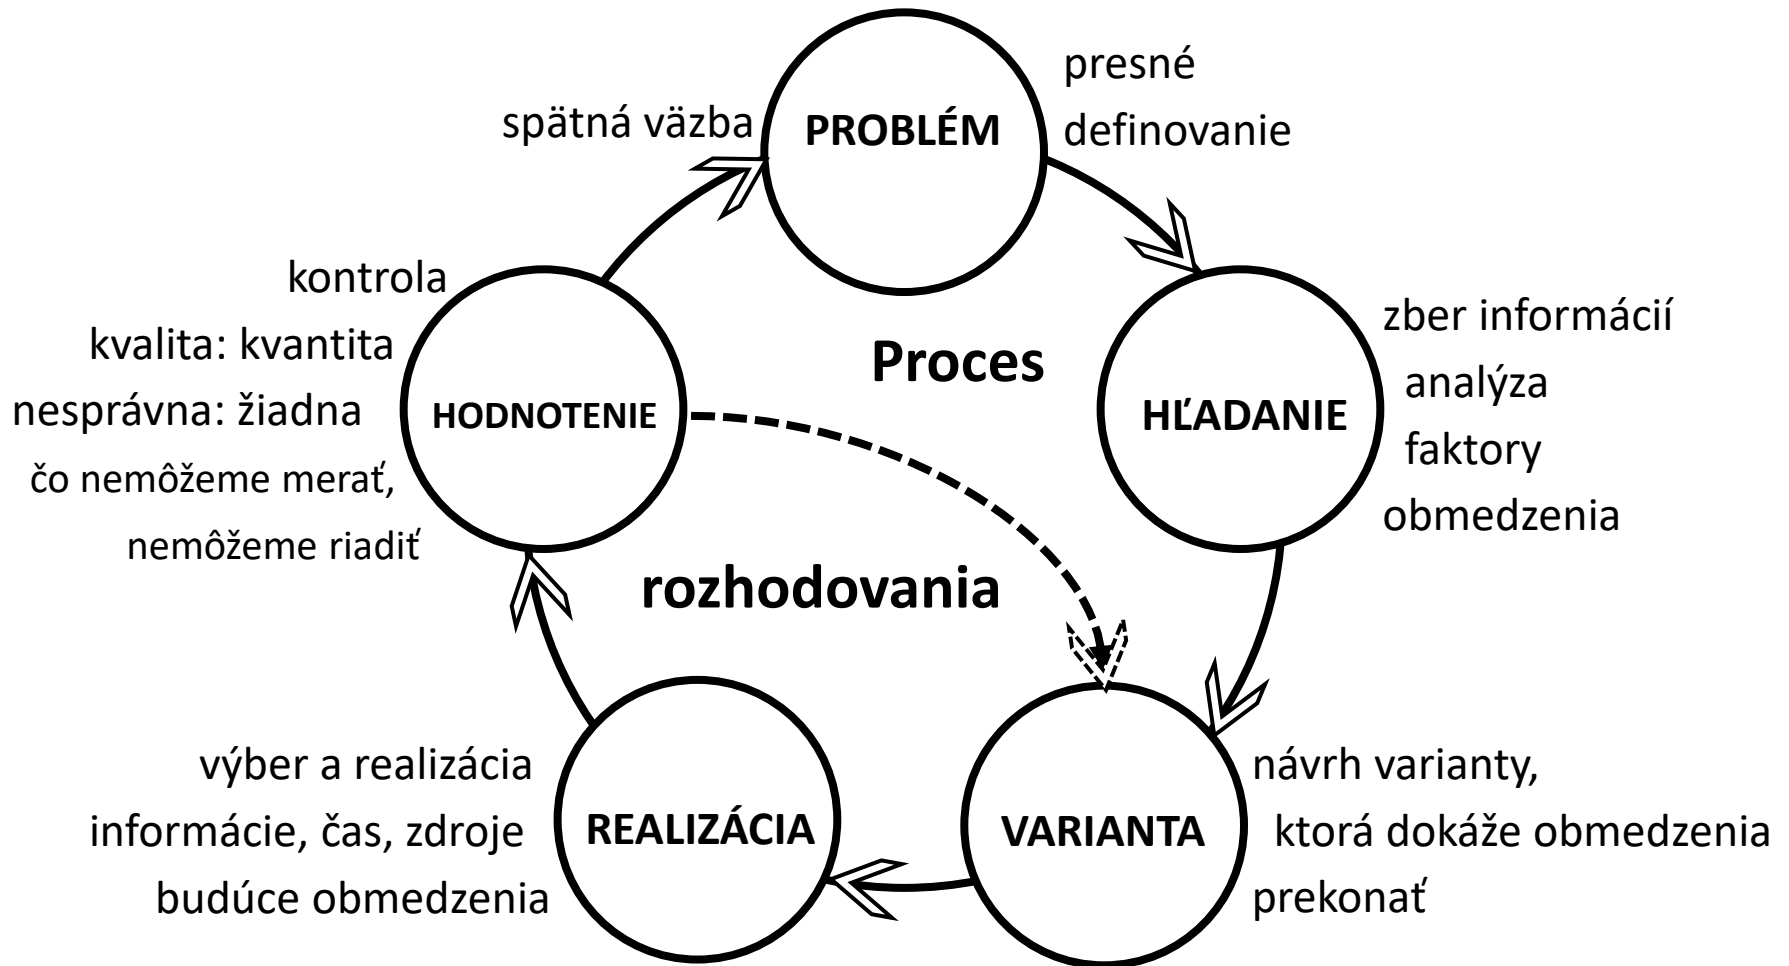 spätná väzba
PROBLÉM
presné
definovanie
Proces
rozhodovania
HĽADANIE
zber informácií
analýza
faktory
obmedzenia
VARIANTA
návrh varianty,
ktorá dokáže obmedzenia
prekonať
REALIZÁCIA
výber a realizácia
informácie, čas, zdroje
budúce obmedzenia
HODNOTENIE
kontrola
kvalita: kvantita
nesprávna: žiadna
čo nemôžeme merať,
nemôžeme riadiť